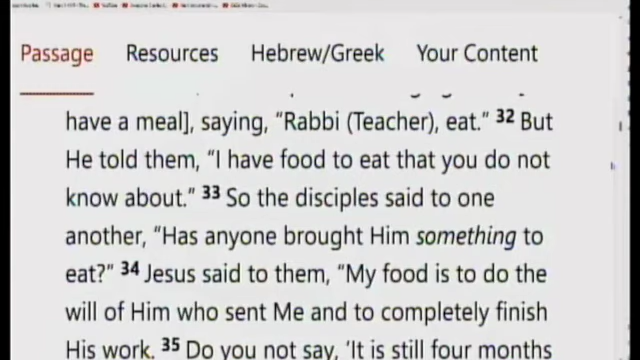 Passage Resources Hebrew/Greek Your Content
have a meal], saying, “Rabbi (Teacher), eat.” 32 But
He told them, “I have food to eat that you do not
know about.” 33 So the disciples said to one
another, “Has anyone brought Him something to
eat?” 34 Jesus said to them, “My food is to do the
will of Him who sent Me and to completely finish
His work. 35 Do you not say, ‘It is still four months